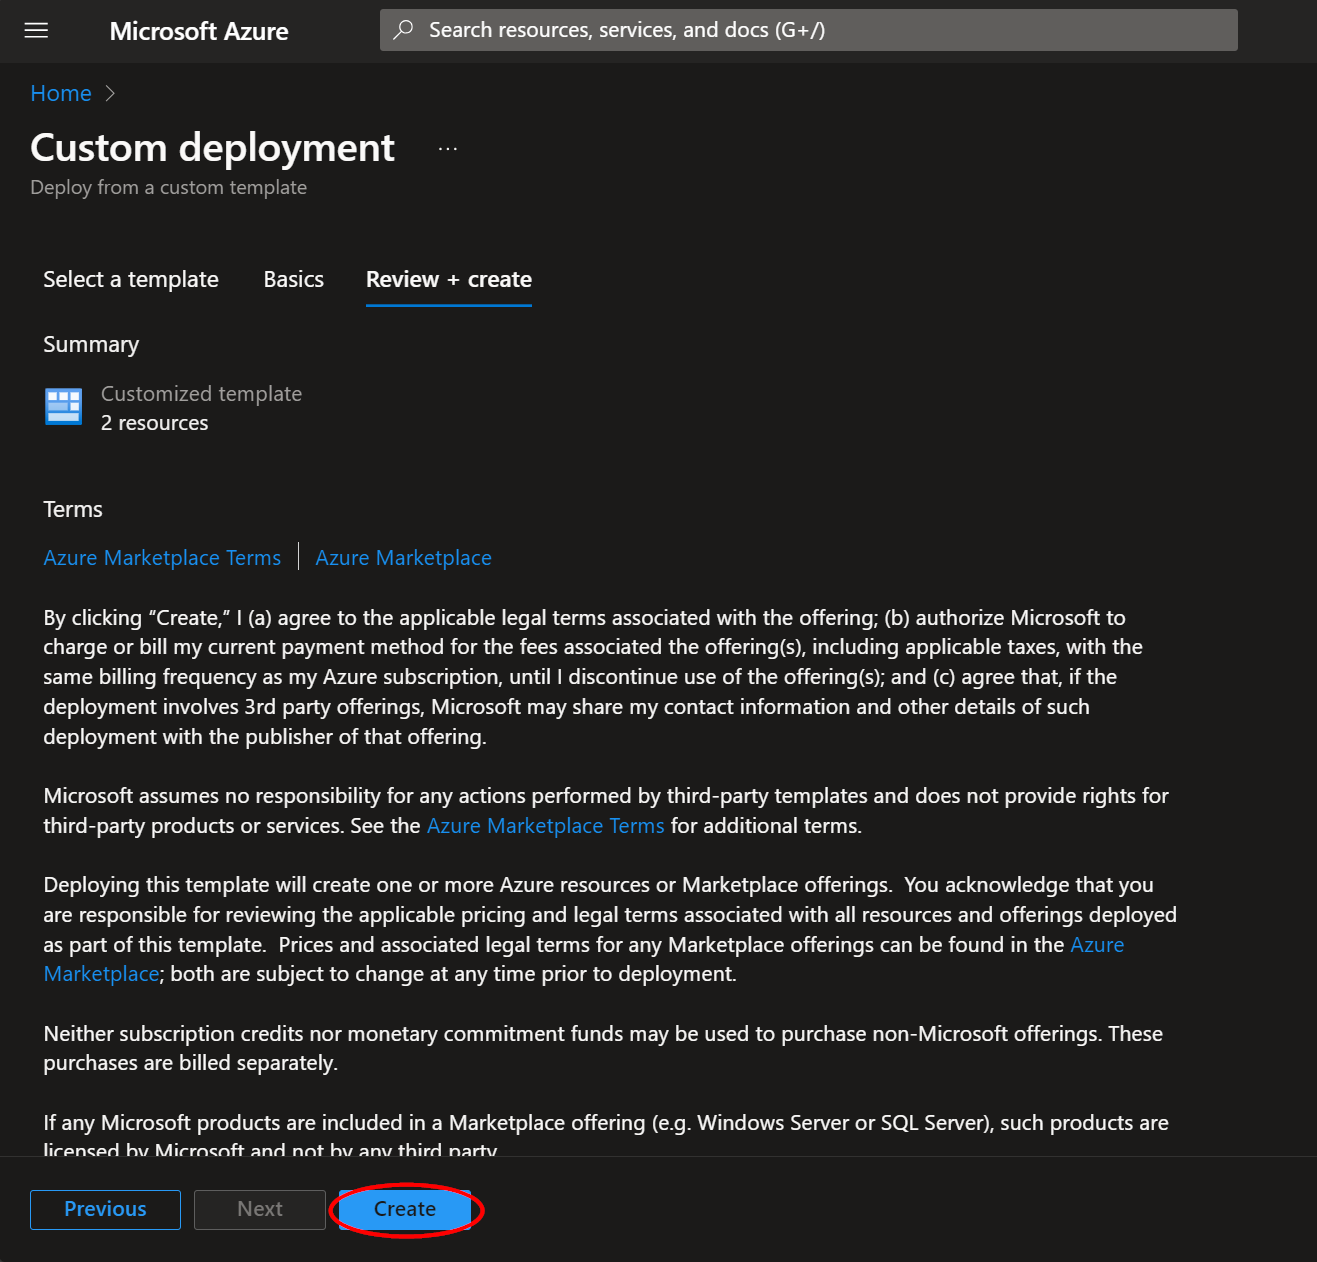 Microsoft Azure
Search resources, services, and docs (G+/)
Home
Custom deployment
...
Deploy from a custom template
Select a template
Basics
Review + create
Summary
Customized template
2 resources
Terms
Azure Marketplace Terms
Azure Marketplace
By clicking “Create,” I (a) agree to the applicable legal terms associated with the offering; (b) authorize Microsoft to
charge or bill my current payment method for the fees associated the offering(s), including applicable taxes, with the
same billing frequency as my Azure subscription, until I discontinue use of the offering(s); and (c) agree that, if the
deployment involves 3rd party offerings, Microsoft may share my contact information and other details of such
deployment with the publisher of that offering.
Microsoft assumes no responsibility for any actions performed by third-party templates and does not provide rights for
third-party products or services. See the Azure Marketplace Terms for additional terms.
Deploying this template will create one or more Azure resources or Marketplace offerings.  You acknowledge that you
are responsible for reviewing the applicable pricing and legal terms associated with all resources and offerings deployed
as part of this template.  Prices and associated legal terms for any Marketplace offerings can be found in the Azure
Marketplace; both are subject to change at any time prior to deployment.
Neither subscription credits nor monetary commitment funds may be used to purchase non-Microsoft offerings. These
purchases are billed separately.
If any Microsoft products are included in a Marketplace offering (e.g. Windows Server or SQL Server), such products are
licensed by Microsoft and not by any third party.
Previous
Next
Create